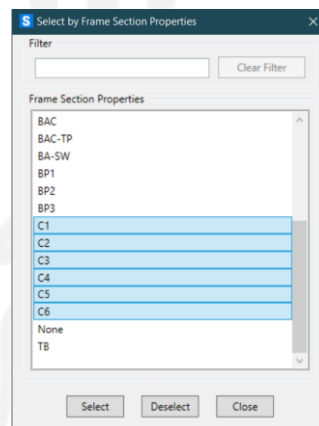 S Select by Frame Section Properties
Filter
Clear Filter
Frame Section Properties
BAC
BAC-TP
BA-SW
BP1
BP2
BP3
C1
C2
C3
C4
C5
C6
None
TB
Select Deselect Close